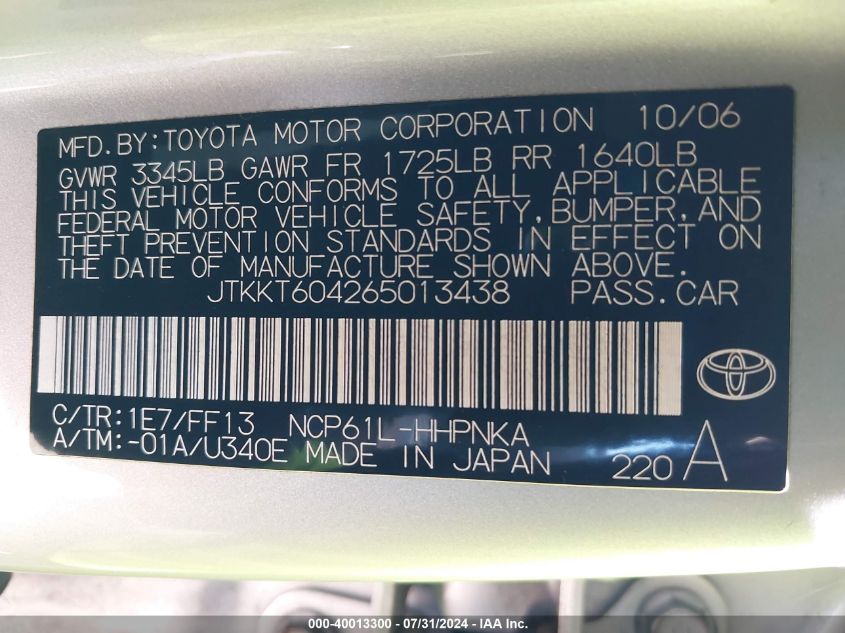 MFD. BY: TOYOTA MOTOR CORPORATION 10/06
GVWR 3345LB GAWR FR 1725LB RR 1640LB
THIS VEHICLE CONFORMS TO ALL APPLICABLE
FEDERAL MOTOR VEHICLE SAFETY, BUMPER, AND
THEFT PREVENTION STANDARDS IN EFFECT ON
THE DATE OF MANUFACTURE SHOWN ABOVE.
JTKKT604265013438 PASS.CAR
C/TR:1E7/FF13 NCP61L-HHPNKA
A/TM:-01A/U340E MADE IN JAPAN 220 A
000-40013300 - 07/31/2024 - IAA Inc.